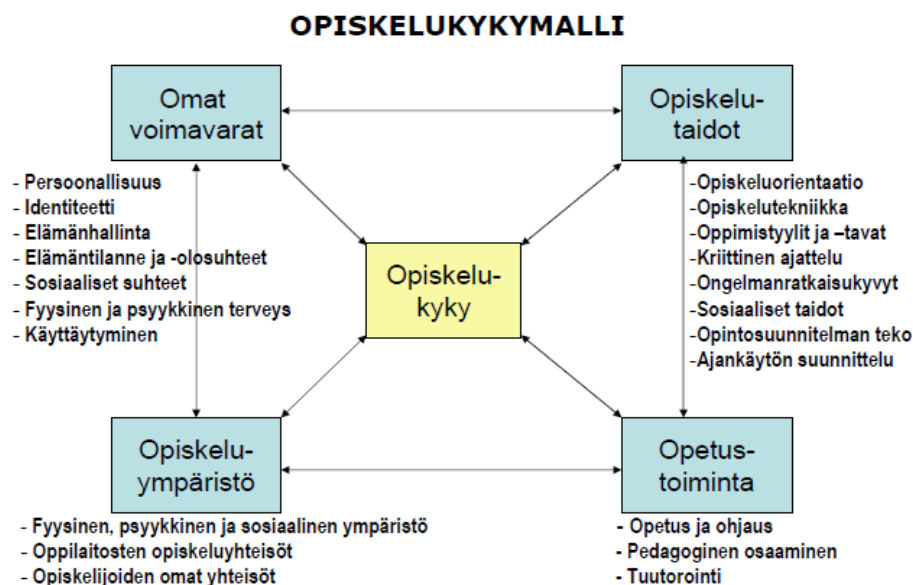 OPISKELUKYKYMALLI
Omat
voimavarat
- Persoonallisuus
- Identiteetti
- Elämänhallinta
- Elämäntilanne ja -olosuhteet
- Sosiaaliset suhteet
- Fyysinen ja psyykkinen terveys
- Käyttäytyminen
Opiskelu-
taidot
-Opiskeluorientaatio
-Opiskelutekniikka
-Oppimistyylit ja –tavat
-Kriittinen ajattelu
-Ongelmanratkaisukyvyt
-Sosiaaliset taidot
-Opintosuunnitelman teko
-Ajankäytön suunnittelu
Opiskelu-
kyky
Opiskelu-
ympäristö
- Fyysinen, psyykkinen ja sosiaalinen ympäristö
- Oppilaitosten opiskeluyhteisöt
- Opiskelijoiden omat yhteisöt
Opetus-
toiminta
- Opetus ja ohjaus
- Pedagoginen osaaminen
- Tuutorointi